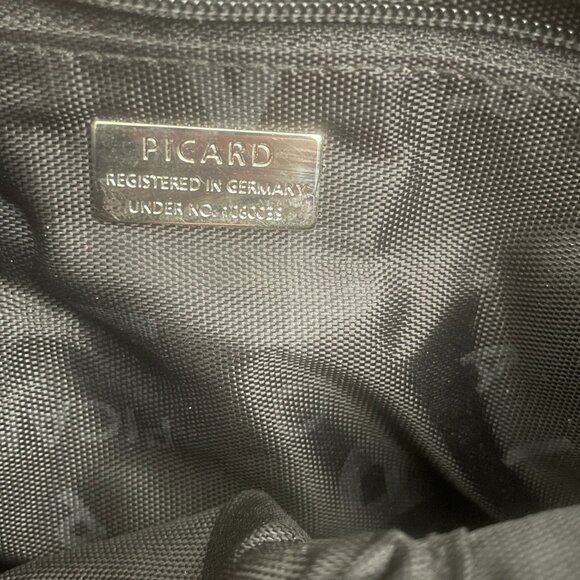 PICARD
REGISTERED IN GERMANY
UNDER NO.